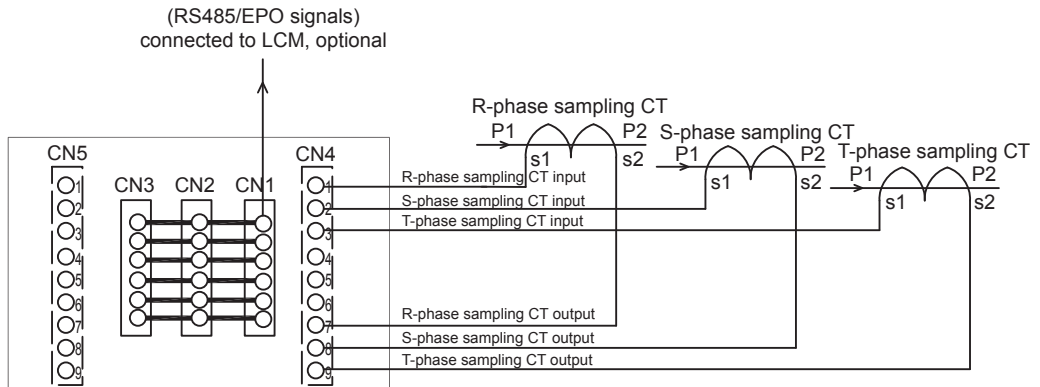 (RS485/EPO signals)
connected to LCM, optional
R-phase sampling CT
P1 P2
s1 s2
S-phase sampling CT
P1 P2
s1 s2
T-phase sampling CT
P1 P2
s1 s2
CN5
1
2
3
4
5
6
7
8
9
CN3 CN2 CN1
CN4
1
2
3
4
5
6
7
8
9
R-phase sampling CT input
S-phase sampling CT input
T-phase sampling CT input
R-phase sampling CT output
S-phase sampling CT output
T-phase sampling CT output